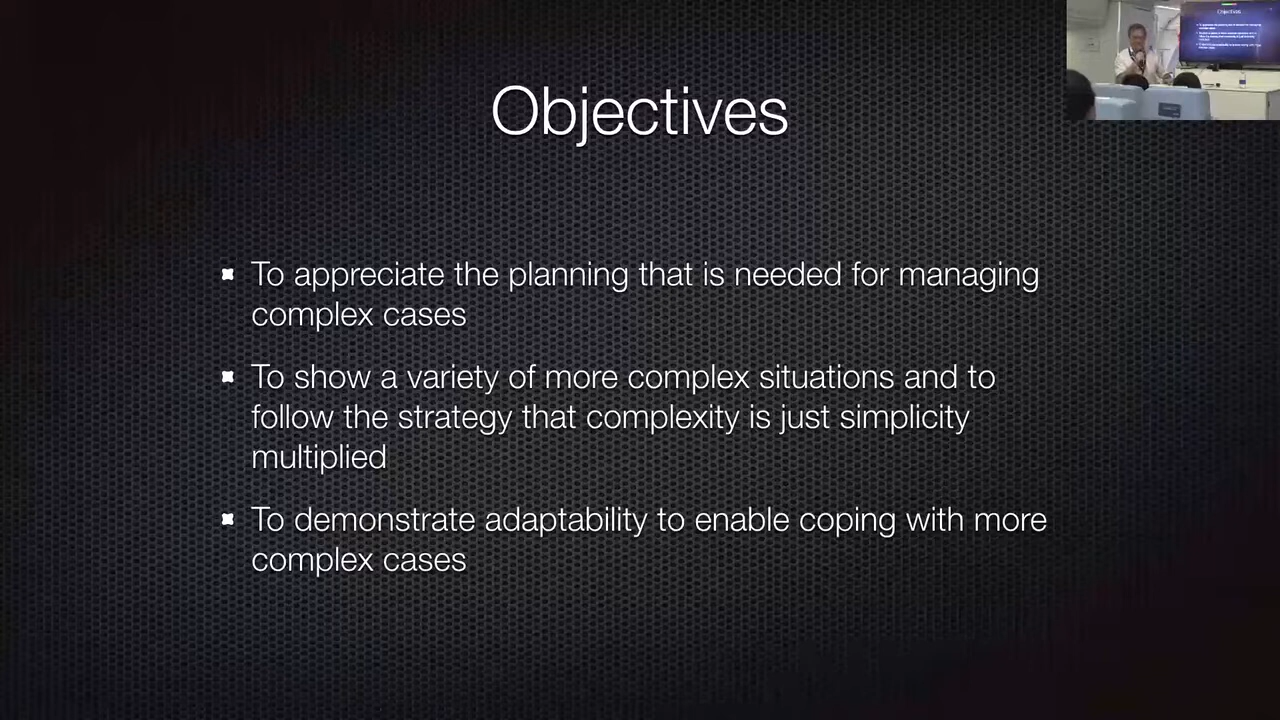 Objectives
To appreciate the planning that is needed for managing
complex cases
To show a variety of more complex situations and to
follow the strategy that complexity is just simplicity
multiplied
To demonstrate adaptability to enable coping with more
complex cases
Objectives